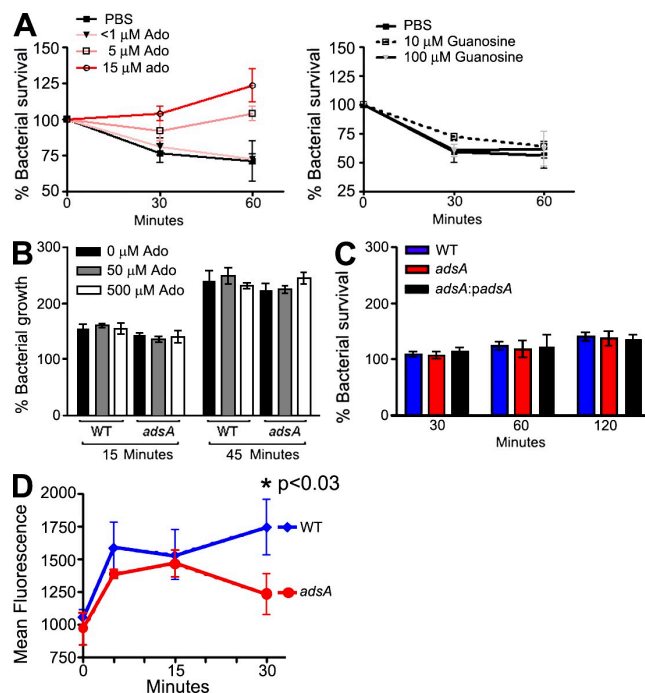 A
PBS
<1 μM Ado
5 μM Ado
15 μM ado
% Bacterial survival
150
125
100
75
50
0 30 60
Minutes
PBS
10 μM Guanosine
100 μM Guanosine
% Bacterial survival
150
125
100
75
50
25
0 30 60
Minutes
B
0 μM Ado
50 μM Ado
500 μM Ado
% Bacterial growth
300
200
100
0
WT adsA WT adsA
15 Minutes 45 Minutes
C
WT
adsA
adsA:padsA
% Bacterial survival
300
200
100
0
30 60 120
Minutes
D
* p<0.03
WT
adsA
Mean Fluorescence
2000
1750
1500
1250
1000
750
0 15 30
Minutes